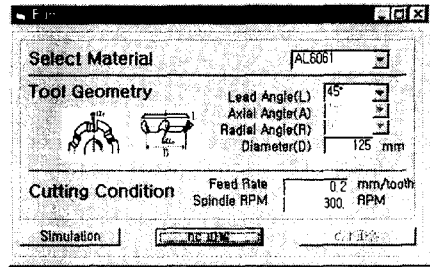 Select Material AL6061
Tool Geometry
Lead Angle(L) 45°
Axial Angle(A)
Radial Angle(R)
Diameter(D) 125 mm
Cutting Condition
Feed Rate 0.2 mm/tooth
Spindle RPM 300. RPM
Simulation